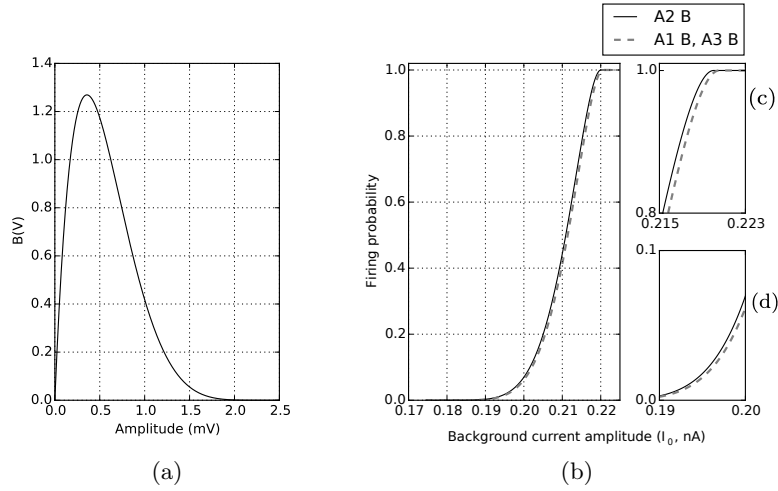 A2 B
A1 B, A3 B
1.4
1.2
1.0
0.8
0.6
0.4
0.2
0.0
B(V)
0.0 0.5 1.0 1.5 2.0 2.5
Amplitude (mV)
(a)
1.0
0.8
0.6
0.4
0.2
0.0
Firing probability
0.17 0.18 0.19 0.20 0.21 0.22
Background current amplitude (I₀, nA)
(b)
1.0
0.8
0.215 0.223
(c)
0.1
0.0
0.19 0.20
(d)